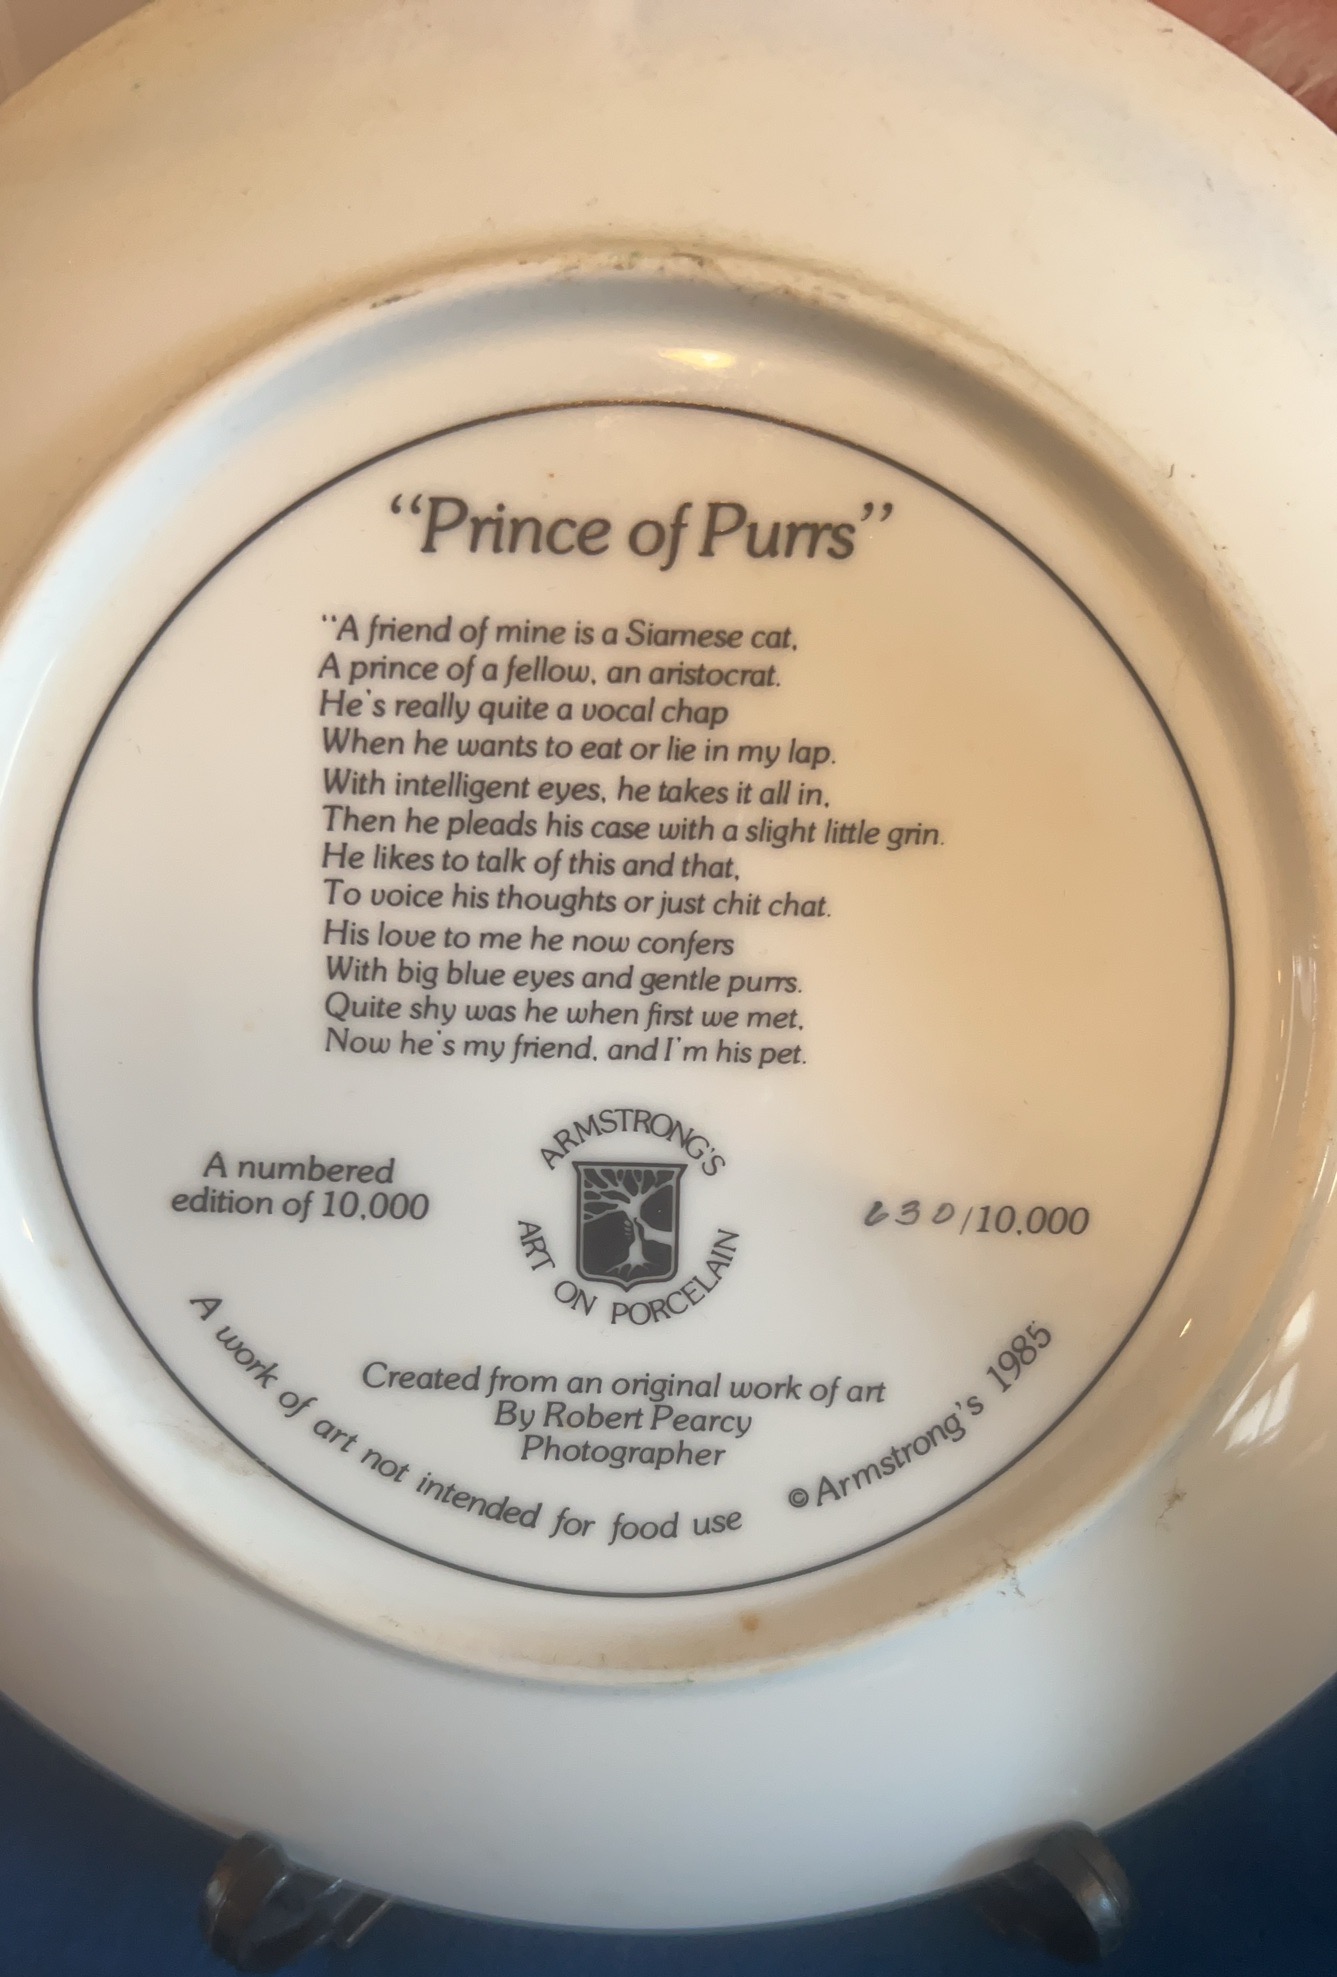 “Prince of Purrs”
“A friend of mine is a Siamese cat,
A prince of a fellow, an aristocrat.
He's really quite a vocal chap
When he wants to eat or lie in my lap.
With intelligent eyes, he takes it all in,
Then he pleads his case with a slight little grin.
He likes to talk of this and that,
To voice his thoughts or just chit chat.
His love to me he now confers
With big blue eyes and gentle purrs.
Quite shy was he when first we met,
Now he's my friend, and I'm his pet.
A numbered
edition of 10,000
ARMSTRONG'S
ART ON PORCELAIN
630/10,000
Created from an original work of art
By Robert Pearcy
Photographer
A work of art not intended for food use
© Armstrong's 1985